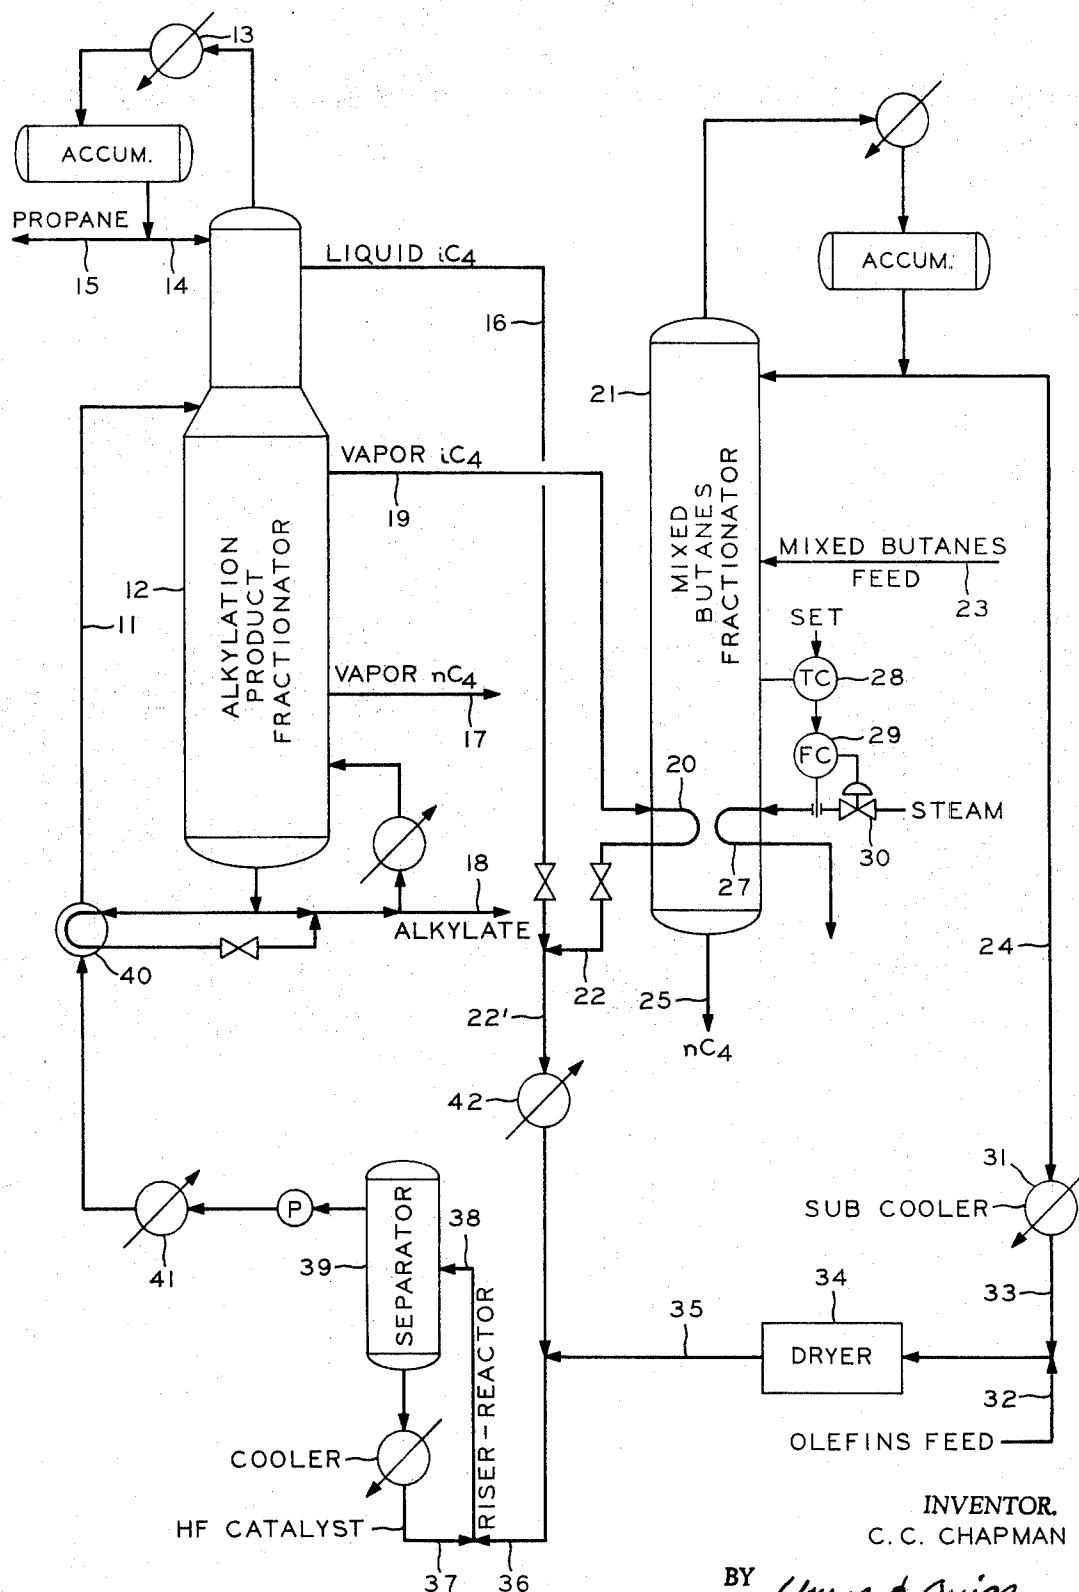 13
ACCUM.
PROPANE
15
14
LIQUID iC4
16
ACCUM.
21
11
12
ALKYLATION
PRODUCT
FRACTIONATOR
VAPOR iC4
19
MIXED
BUTANES
FRACTIONATOR
MIXED BUTANES
FEED
23
SET
TC
28
FC
29
STEAM
30
VAPOR nC4
17
20
27
18
ALKYLATE
40
22
22'
25
nC4
24
42
31
SUB COOLER
33
41
P
SEPARATOR
39
38
RISER-REACTOR
35
34
DRYER
32
OLEFINS FEED
COOLER
HF CATALYST
37
36
INVENTOR.
C. C. CHAPMAN
BY